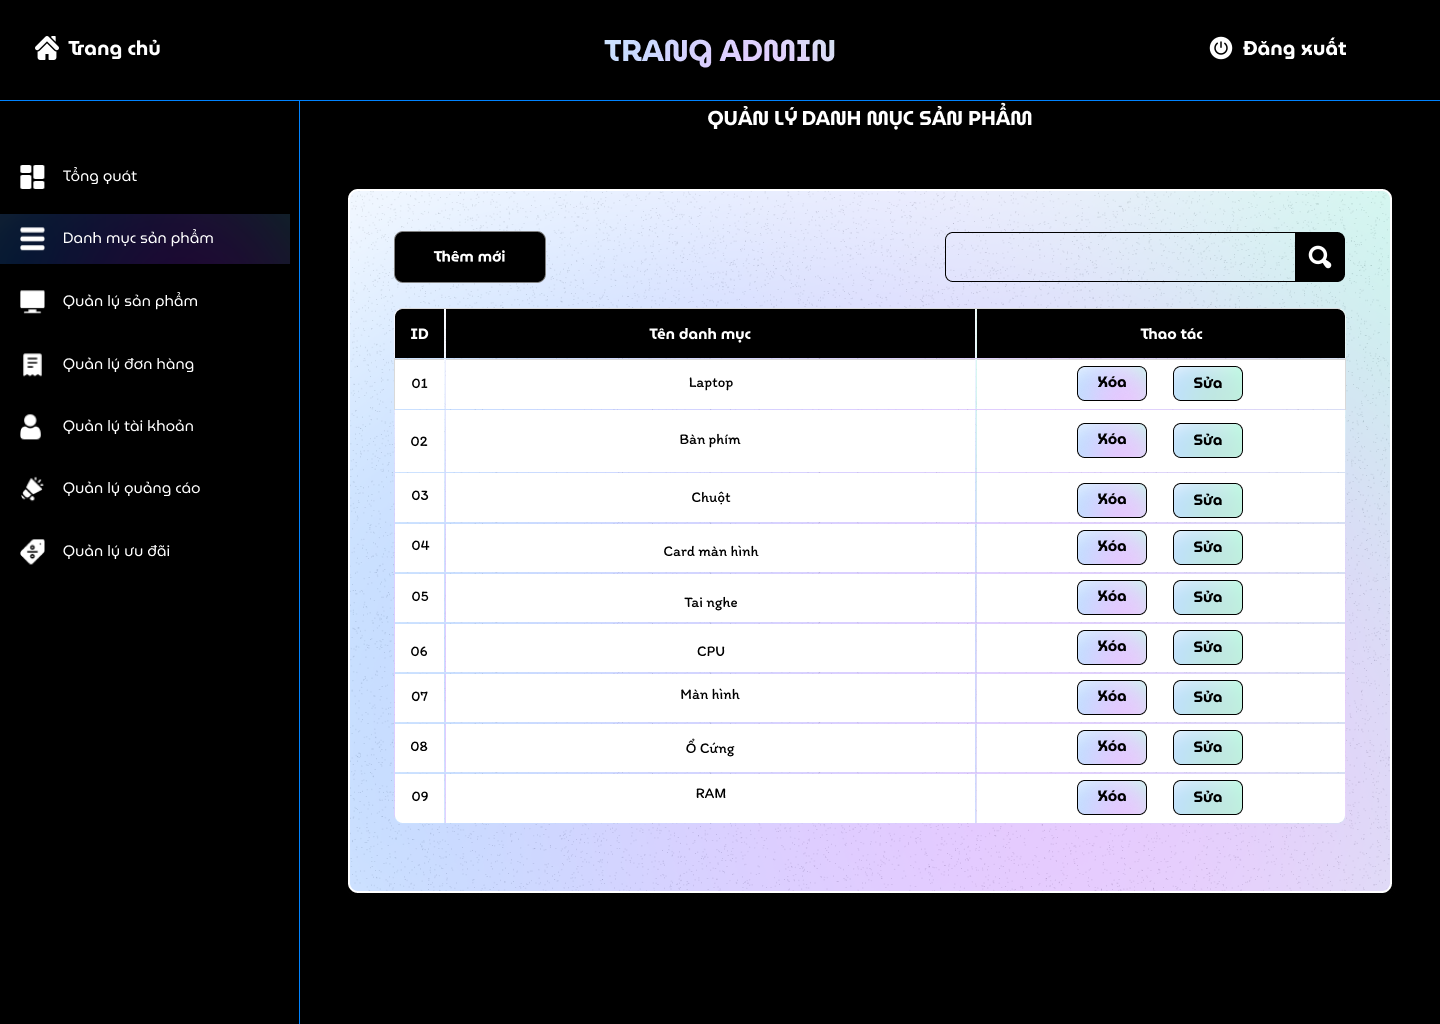 Trang chủ
TRANG ADMIN
Đăng xuất
QUẢN LÝ DANH MỤC SẢN PHẨM
Tổng quát
Danh mục sản phẩm
Quản lý sản phẩm
Quản lý đơn hàng
Quản lý tài khoản
Quản lý quảng cáo
Quản lý ưu đãi
Thêm mới
ID Tên danh mục Thao tác
01 Laptop Xóa Sửa
02 Bàn phím Xóa Sửa
03 Chuột Xóa Sửa
04 Card màn hình Xóa Sửa
05 Tai nghe Xóa Sửa
06 CPU Xóa Sửa
07 Màn hình Xóa Sửa
08 Ổ Cứng Xóa Sửa
09 RAM Xóa Sửa